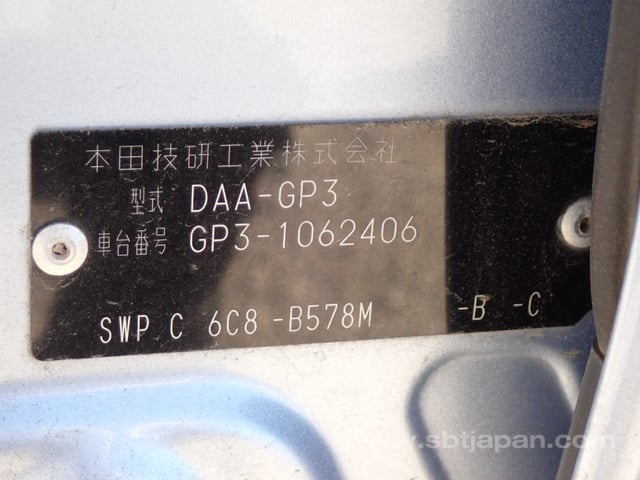 本田技研工業株式会社
型式 DAA-GP3
車台番号 GP3-1062406
SWP C 6C8 -B578M -B -C
www.sbtjapan.com